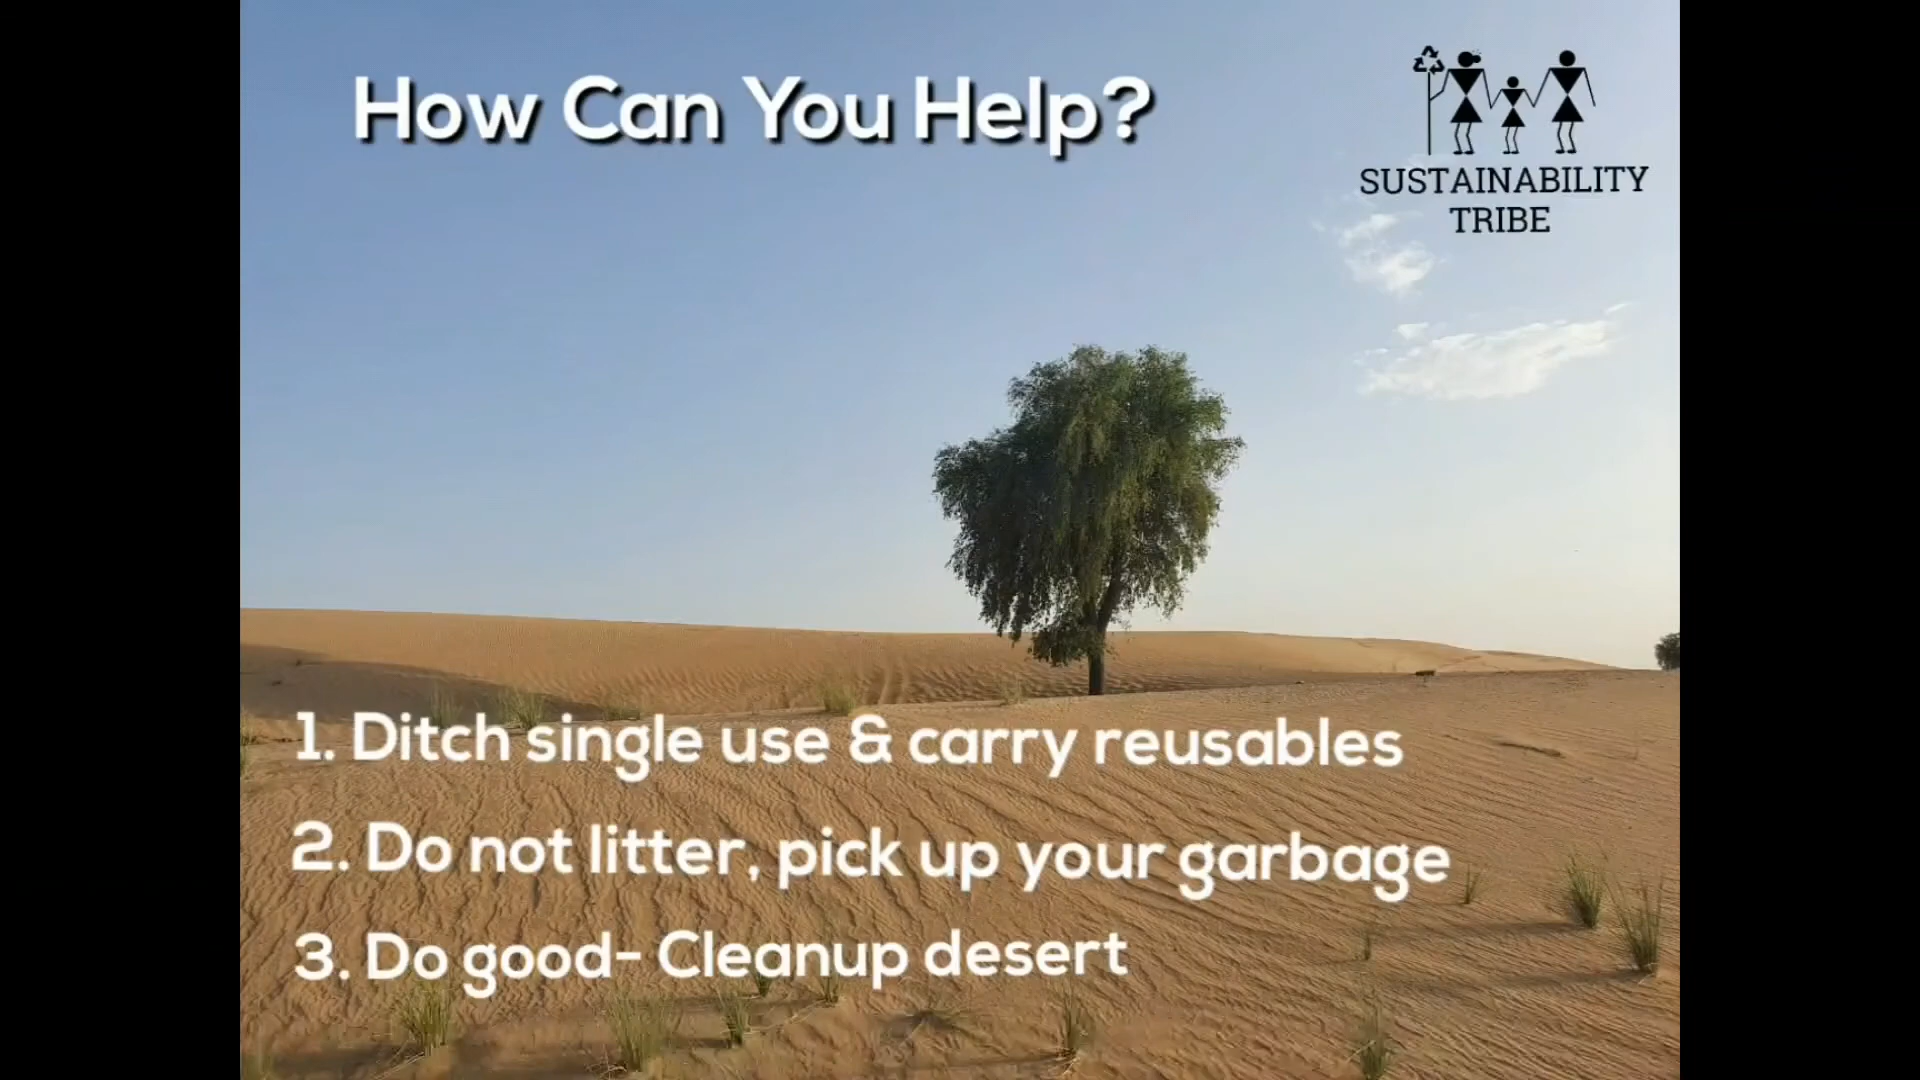 How Can You Help?
SUSTAINABILITY
TRIBE
1. Ditch single use & carry reusables
2. Do not litter, pick up your garbage
3. Do good- Cleanup desert